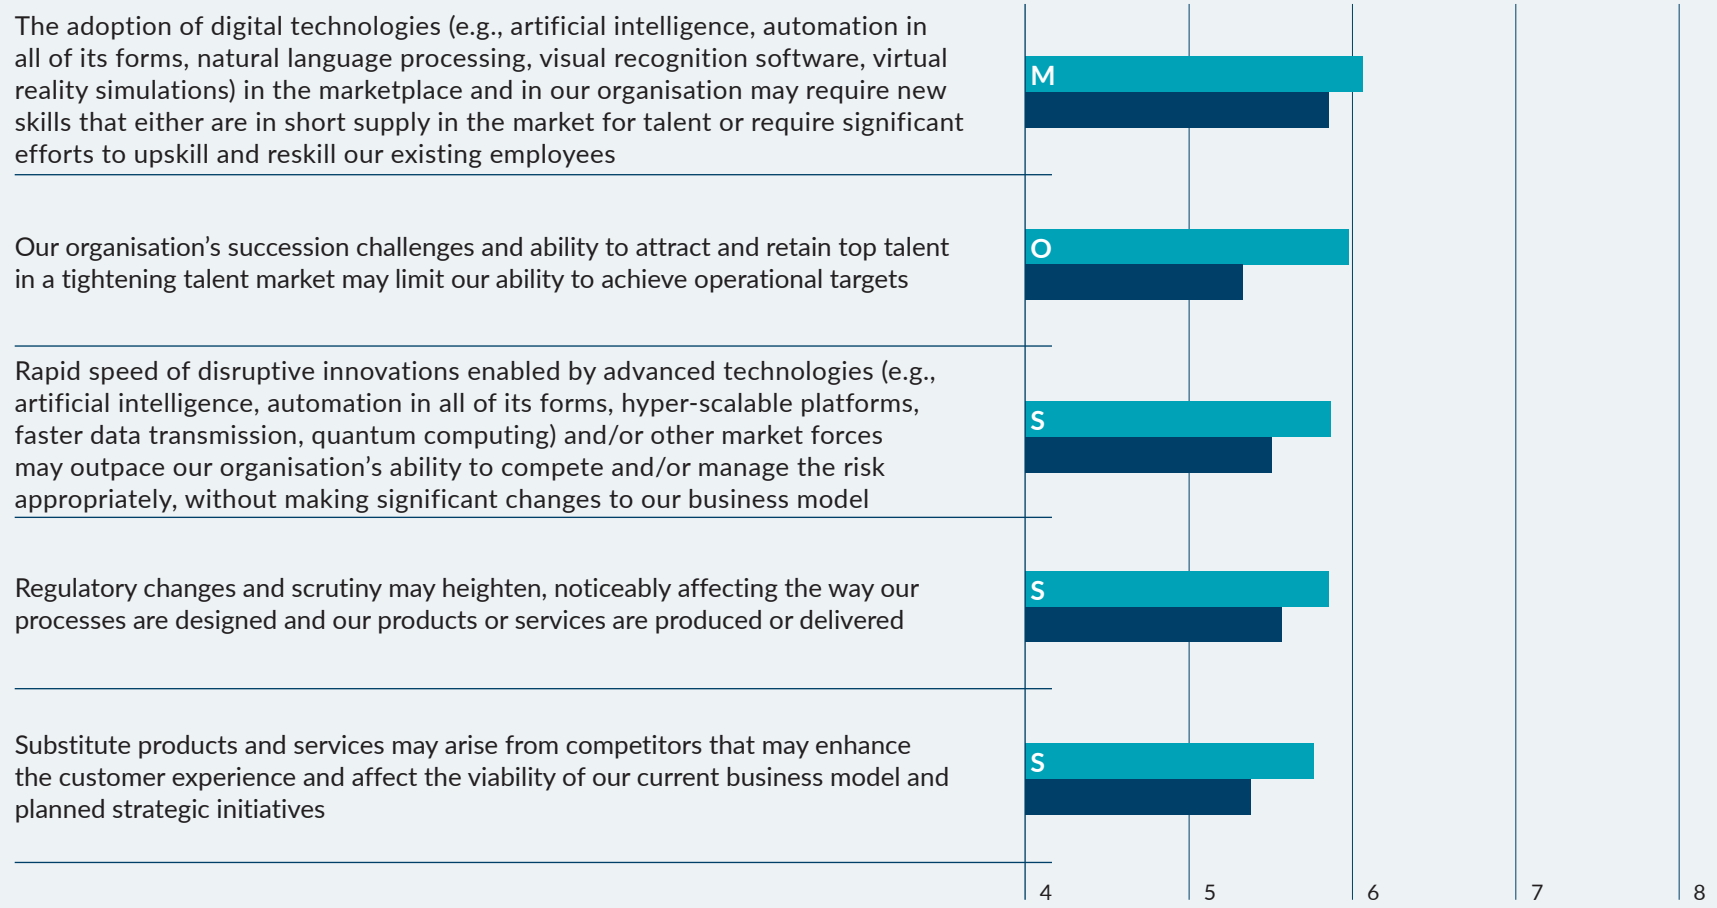 The adoption of digital technologies (e.g., artificial intelligence, automation in
all of its forms, natural language processing, visual recognition software, virtual
reality simulations) in the marketplace and in our organisation may require new
skills that either are in short supply in the market for talent or require significant
efforts to upskill and reskill our existing employees
M
Our organisation’s succession challenges and ability to attract and retain top talent
in a tightening talent market may limit our ability to achieve operational targets
O
Rapid speed of disruptive innovations enabled by advanced technologies (e.g.,
artificial intelligence, automation in all of its forms, hyper-scalable platforms,
faster data transmission, quantum computing) and/or other market forces
may outpace our organisation’s ability to compete and/or manage the risk
appropriately, without making significant changes to our business model
S
Regulatory changes and scrutiny may heighten, noticeably affecting the way our
processes are designed and our products or services are produced or delivered
S
Substitute products and services may arise from competitors that may enhance
the customer experience and affect the viability of our current business model and
planned strategic initiatives
S
4 5 6 7 8